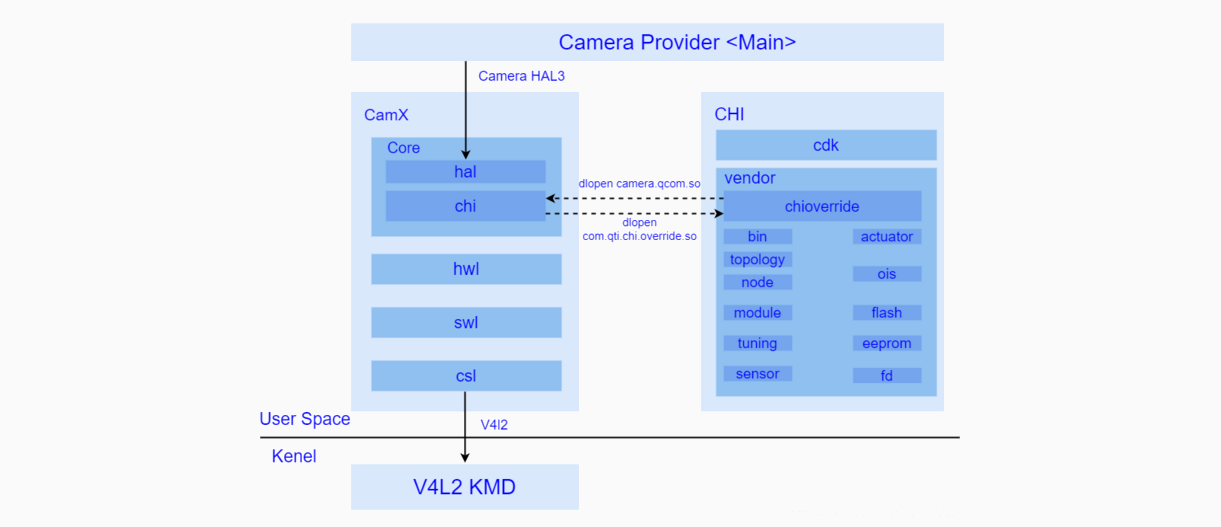 Camera Provider <Main>
Camera HAL3
CamX
Core
hal
chi
hwl
swl
csl
dlopen camera.qcom.so
dlopen
com.qti.chi.override.so
CHI
cdk
vendor
chioverride
bin
topology
node
module
tuning
sensor
actuator
ois
flash
eeprom
fd
User Space
V4l2
Kenel
V4L2 KMD